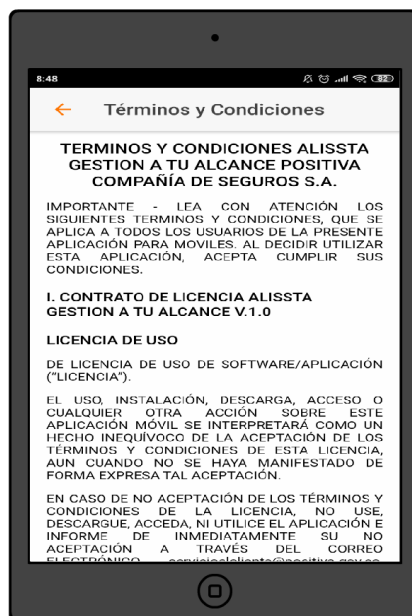 8:48
82
Términos y Condiciones
TERMINOS Y CONDICIONES ALISSTA
GESTION A TU ALCANCE POSITIVA
COMPAÑÍA DE SEGUROS S.A.
IMPORTANTE - LEA CON ATENCIÓN LOS
SIGUIENTES TERMINOS Y CONDICIONES, QUE SE
APLICA A TODOS LOS USUARIOS DE LA PRESENTE
APLICACIÓN PARA MOVILES. AL DECIDIR UTILIZAR
ESTA APLICACIÓN, ACEPTA CUMPLIR SUS
CONDICIONES.
I. CONTRATO DE LICENCIA ALISSTA
GESTION A TU ALCANCE V.1.0
LICENCIA DE USO
DE LICENCIA DE USO DE SOFTWARE/APLICACIÓN
("LICENCIA").
EL USO, INSTALACIÓN, DESCARGA, ACCESO O
CUALQUIER OTRA ACCIÓN SOBRE ESTE
APLICACIÓN MÓVIL SE INTERPRETARÁ COMO UN
HECHO INEQUÍVOCO DE LA ACEPTACIÓN DE LOS
TÉRMINOS Y CONDICIONES DE ESTA LICENCIA,
AUN CUANDO NO SE HAYA MANIFESTADO DE
FORMA EXPRESA TAL ACEPTACIÓN.
EN CASO DE NO ACEPTACIÓN DE LOS TÉRMINOS Y
CONDICIONES DE LA LICENCIA, NO USE,
DESCARGUE, ACCEDA, NI UTILICE EL APLICACIÓN E
INFORME DE INMEDIATAMENTE SU NO
ACEPTACIÓN A TRAVÉS DEL CORREO
ELECTRÓNICO